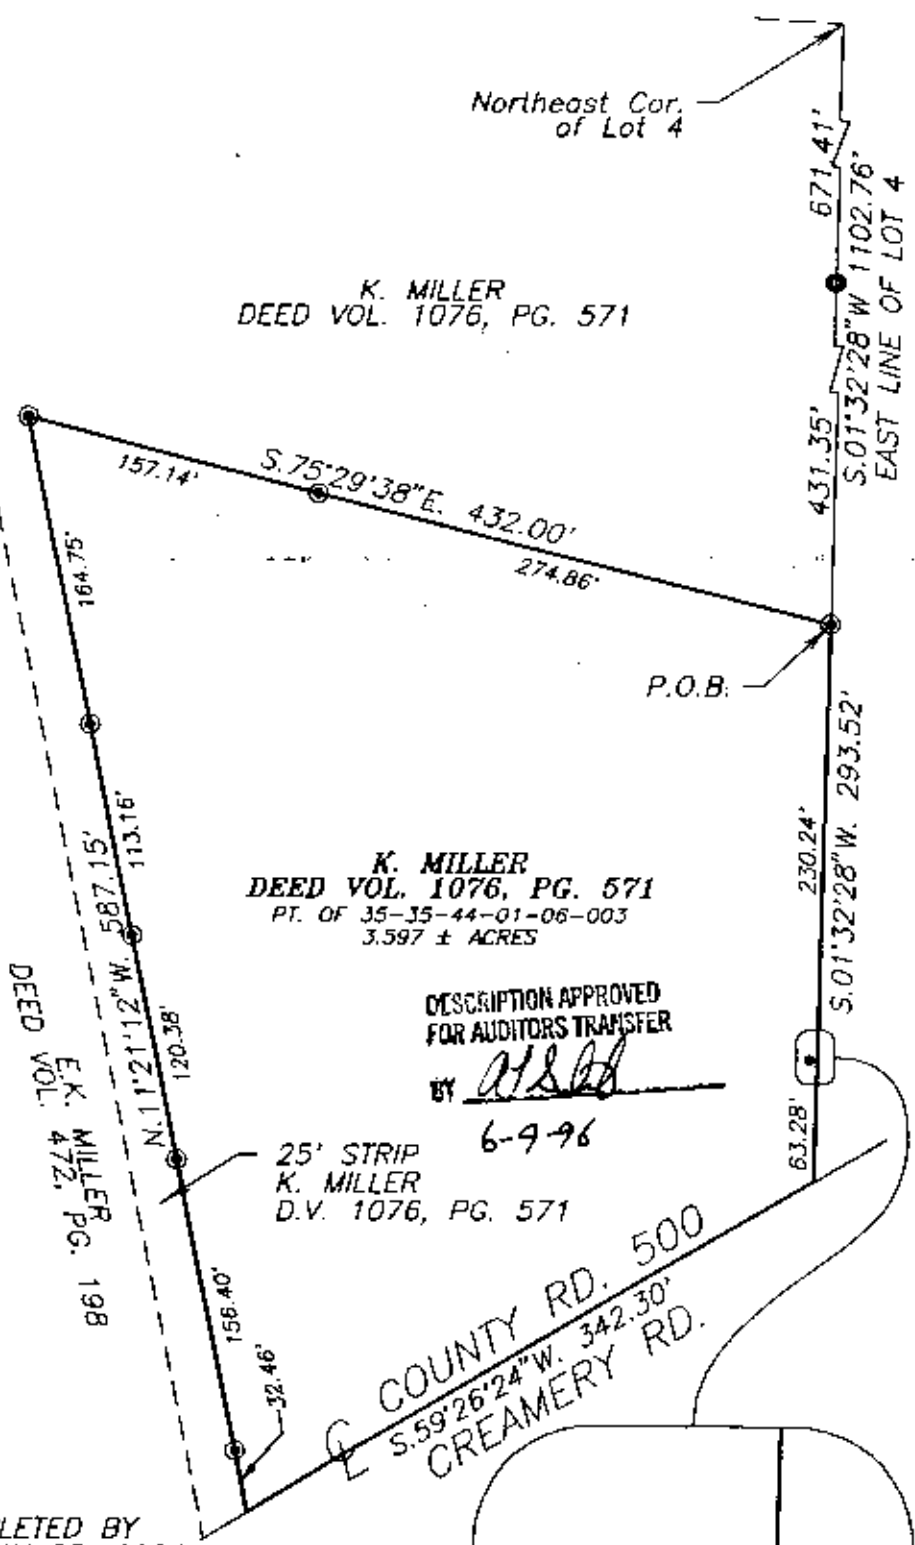 Northeast Cor.
of Lot 4
671.41'
S.01°32'28"W 1102.76'
EAST LINE OF LOT 4
431.35'
K. MILLER
DEED VOL. 1076, PG. 571
157.14'
S.75°29'38"E. 432.00'
274.86'
P.O.B.
164.75'
113.16'
N.11°21'12"W. 587.15'
120.38'
156.40'
32.46'
K. MILLER
DEED VOL. 1076, PG. 571
PT. OF 35-35-44-01-06-003
3.597 ± ACRES
DESCRIPTION APPROVED
FOR AUDITORS TRANSFER
BY
6-4-96
230.24'
S.01°32'28"W. 293.52'
63.28'
25' STRIP
K. MILLER
D.V. 1076, PG. 571
E.K. MILLER
DEED VOL. 472, PG. 198
COUNTY RD. 500
CL
S.59°26'24"W. 342.30'
CREAMERY RD.
LETED BY